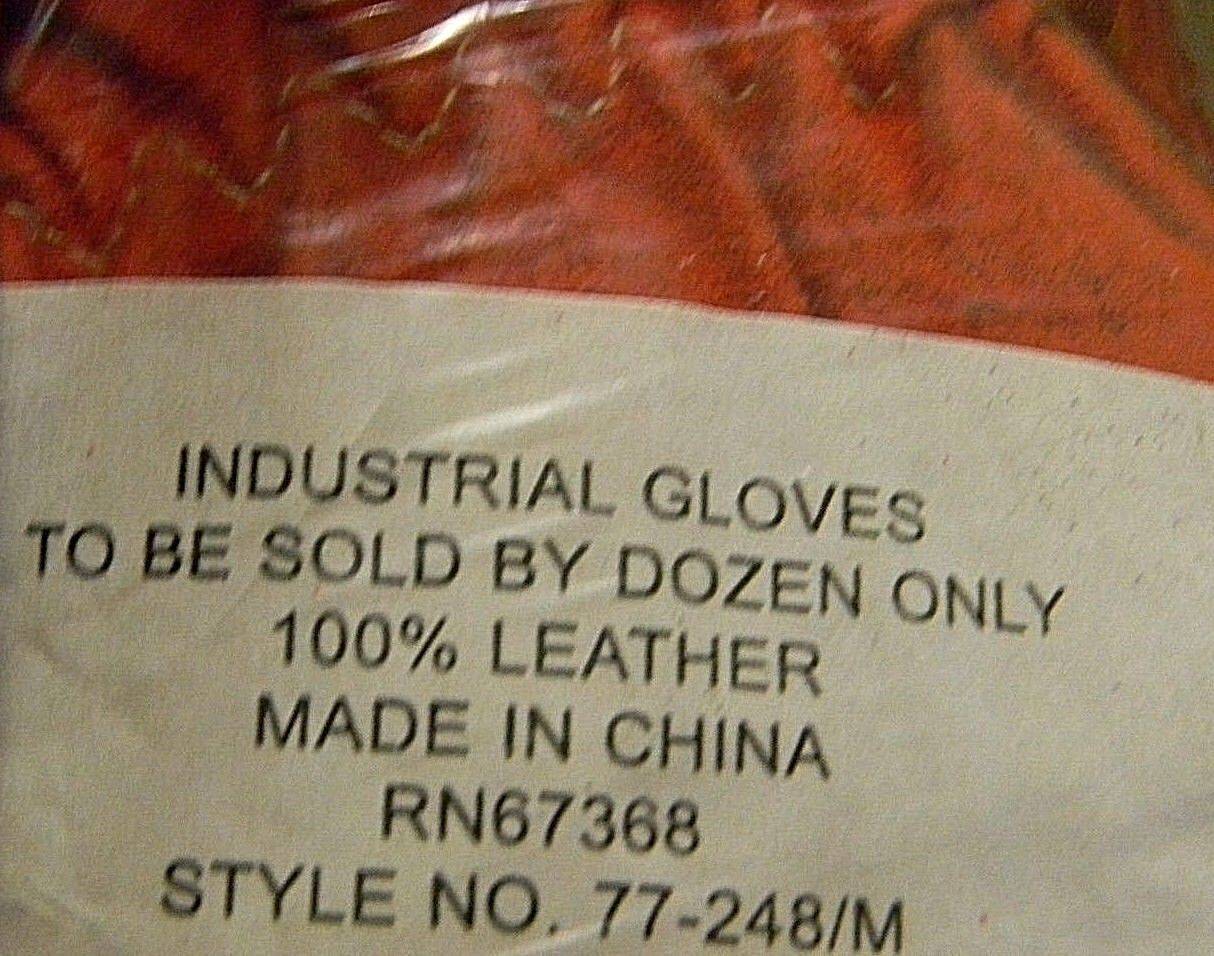 INDUSTRIAL GLOVES
TO BE SOLD BY DOZEN ONLY
100% LEATHER
MADE IN CHINA
RN67368
STYLE NO. 77-248/M